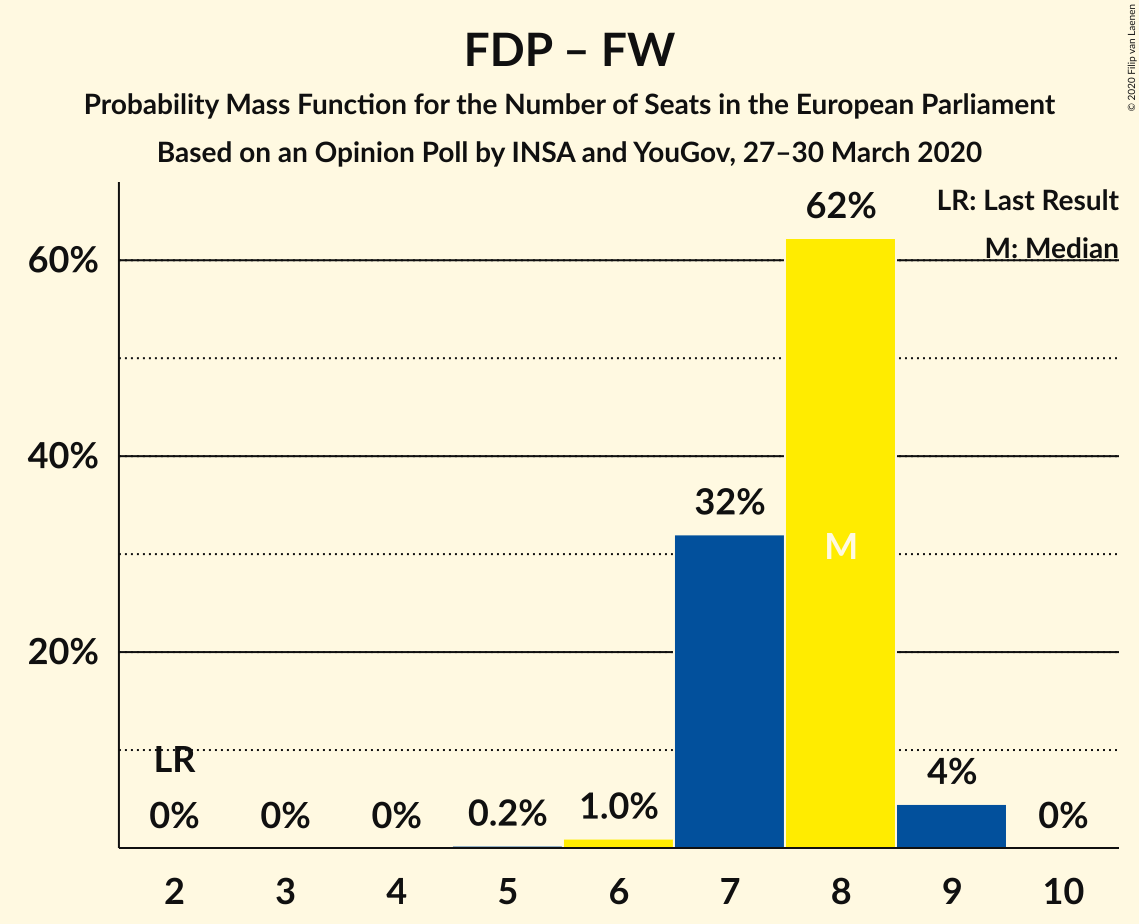 FDP – FW
Probability Mass Function for the Number of Seats in the European Parliament
Based on an Opinion Poll by INSA and YouGov, 27–30 March 2020
© 2020 Filip van Laenen
LR: Last Result
M: Median
60%
40%
20%
62%
32%
M
LR
0%
0%
0%
0.2%
1.0%
4%
0%
2 3 4 5 6 7 8 9 10